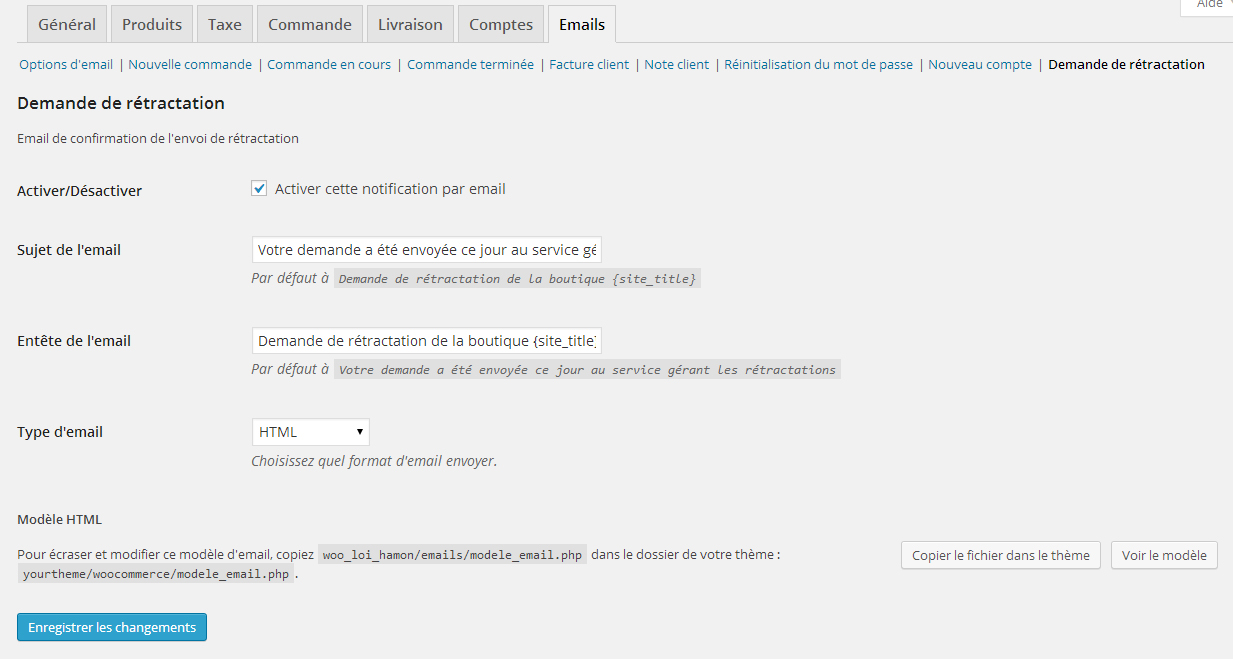 Aide
Général Produits Taxe Commande Livraison Comptes Emails
Options d'email | Nouvelle commande | Commande en cours | Commande terminée | Facture client | Note client | Réinitialisation du mot de passe | Nouveau compte | Demande de rétractation
Demande de rétractation
Email de confirmation de l'envoi de rétractation
Activer/Désactiver Activer cette notification par email
Sujet de l'email Votre demande a été envoyée ce jour au service gé
Par défaut à Demande de rétractation de la boutique {site_title}
Entête de l'email Demande de rétractation de la boutique {site_title}
Par défaut à Votre demande a été envoyée ce jour au service gérant les rétractations
Type d'email HTML
Choisissez quel format d'email envoyer.
Modèle HTML
Pour écraser et modifier ce modèle d'email, copiez woo_loi_hamon/emails/modele_email.php dans le dossier de votre thème : Copier le fichier dans le thème Voir le modèle
yourtheme/woocommerce/modele_email.php .
Enregistrer les changements